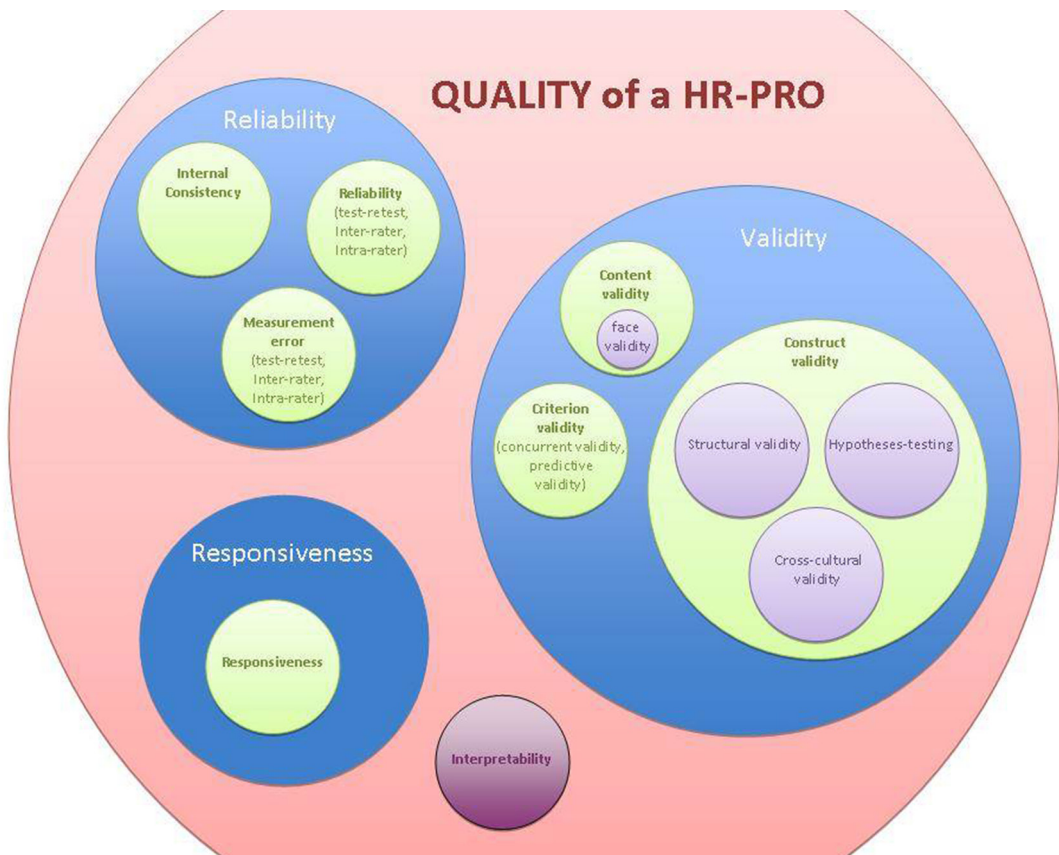 QUALITY of a HR-PRO
Reliability
Internal
Consistency
Reliability
(test-retest,
Inter-rater,
Intra-rater)
Measurement
error
(test-retest,
Inter-rater,
Intra-rater)
Validity
Content
validity
face
validity
Criterion
validity
(concurrent validity,
predictive
validity)
Construct
validity
Structural validity
Hypotheses-testing
Cross-cultural
validity
Responsiveness
Responsiveness
Interpretability